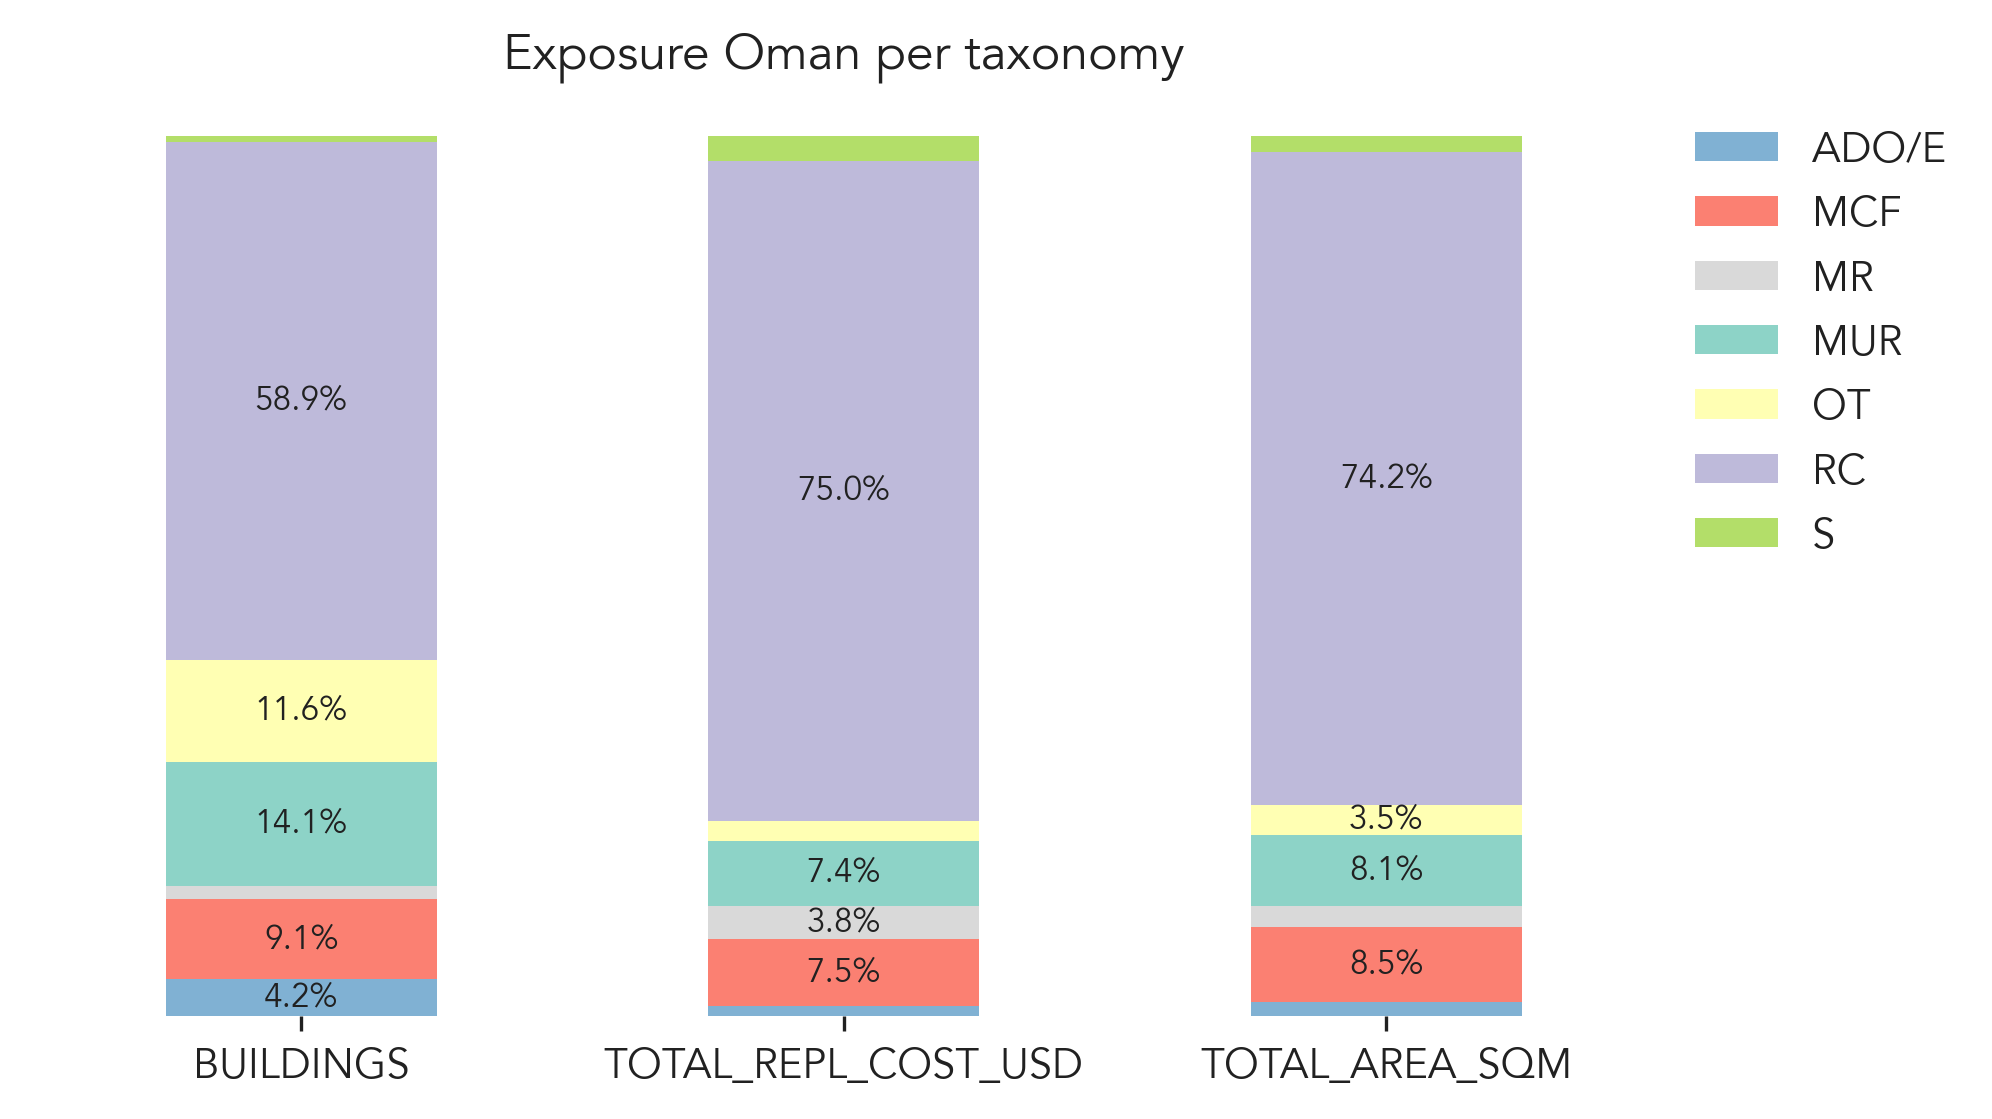 Exposure Oman per taxonomy
ADO/E
MCF
MR
MUR
OT
RC
S
58.9%
11.6%
14.1%
9.1%
4.2%
75.0%
7.4%
3.8%
7.5%
74.2%
3.5%
8.1%
8.5%
BUILDINGS
TOTAL_REPL_COST_USD
TOTAL_AREA_SQM